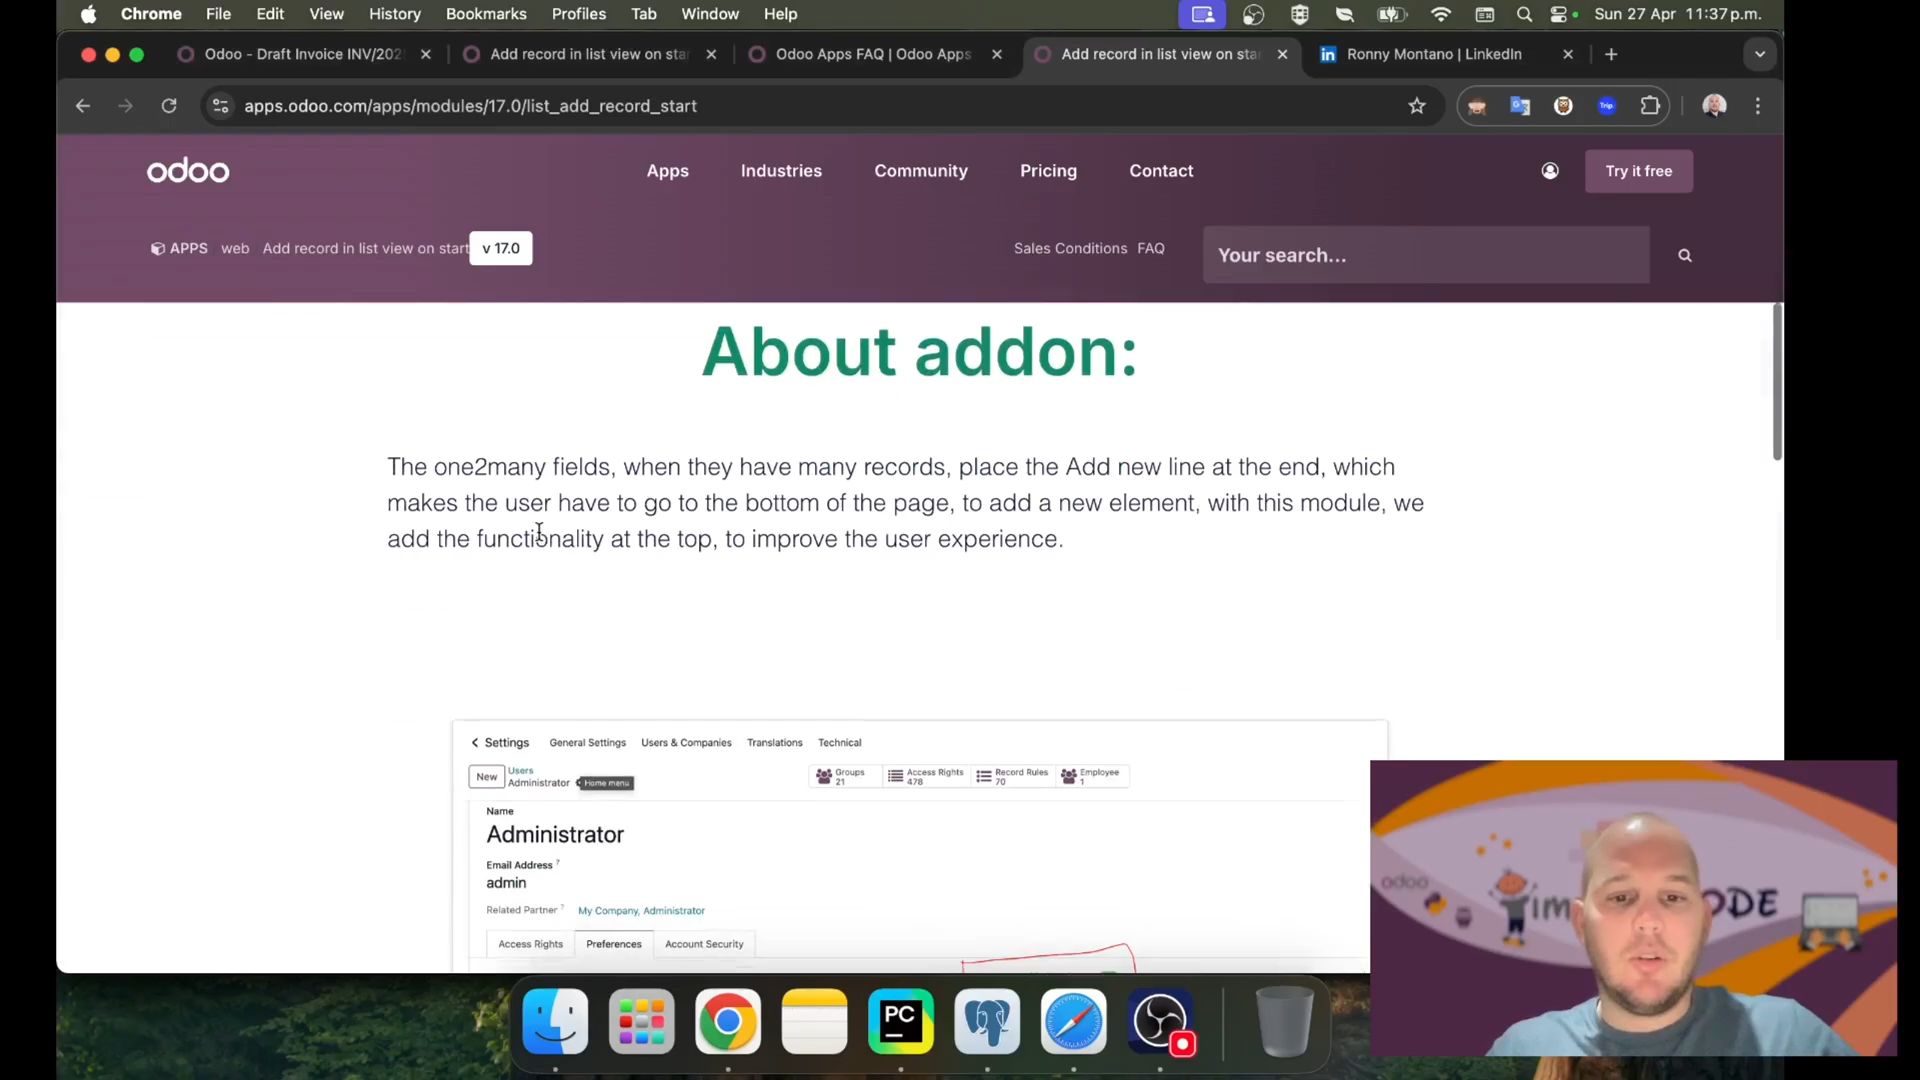 Chrome File Edit View History Bookmarks Profiles Tab Window Help Sun 27 Apr 11:37 p.m.
Odoo - Draft Invoice INV/202 Add record in list view on star Odoo Apps FAQ | Odoo Apps Add record in list view on sta Ronny Montano | LinkedIn
apps.odoo.com/apps/modules/17.0/list_add_record_start
Trip.
odoo Apps Industries Community Pricing Contact Try it free
APPS web Add record in list view on start v 17.0 Sales Conditions FAQ Your search...
About addon:
The one2many fields, when they have many records, place the Add new line at the end, which
makes the user have to go to the bottom of the page, to add a new element, with this module, we
add the functionality at the top, to improve the user experience.
Settings General Settings Users & Companies Translations Technical
New Users Groups Access Rights Record Rules Employee
Administrator Home menu 21 478 70 1
Name
Administrator
Email Address ?
admin
Related Partner ? My Company, Administrator
Access Rights Preferences Account Security
odoo
PC